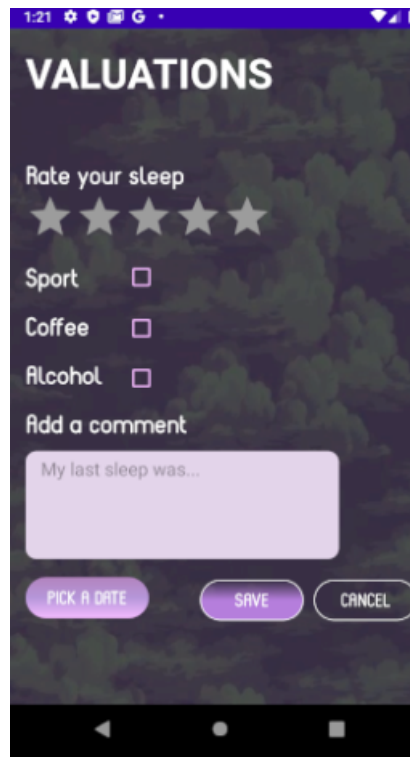 1:21 G
VALUATIONS
Rate your sleep
Sport
Coffee
Alcohol
Add a comment
My last sleep was...
PICK A DATE SAVE CANCEL